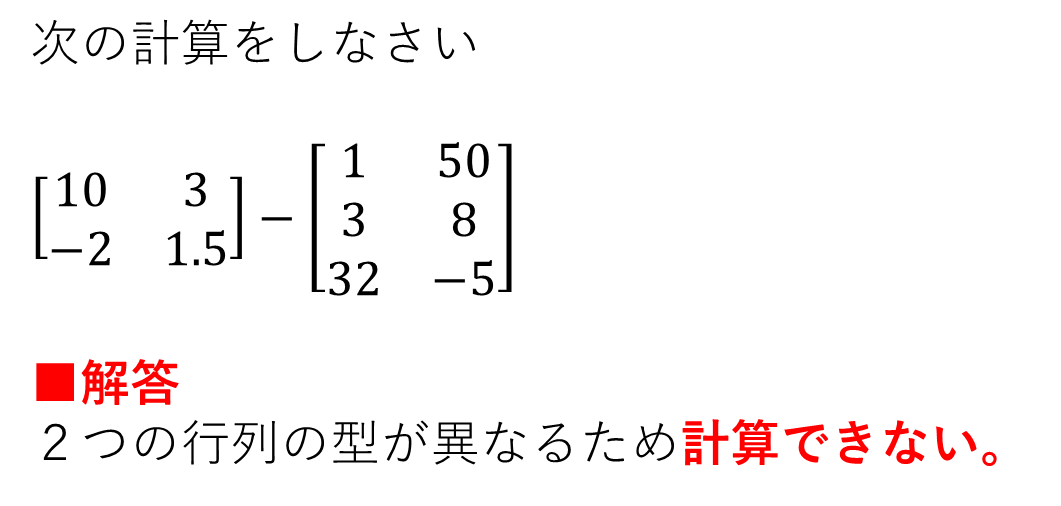 次の計算をしなさい
[10 3
−2 1.5] − [1 50
3 8
32 −5]
■解答
２つの行列の型が異なるため計算できない。